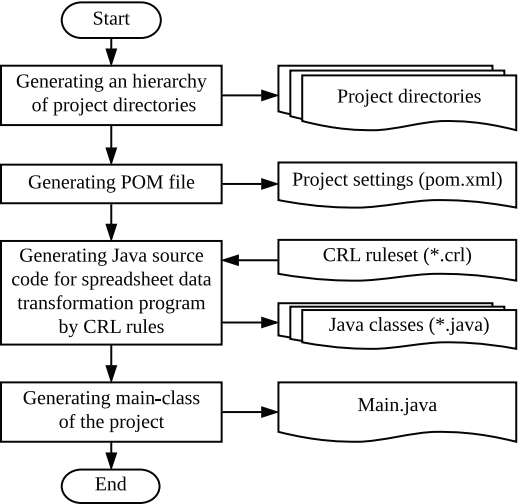 Start
Generating an hierarchy
of project directories
Project directories
Generating POM file
Project settings (pom.xml)
Generating Java source
code for spreadsheet data
transformation program
by CRL rules
CRL ruleset (*.crl)
Java classes (*.java)
Generating main-class
of the project
Main.java
End